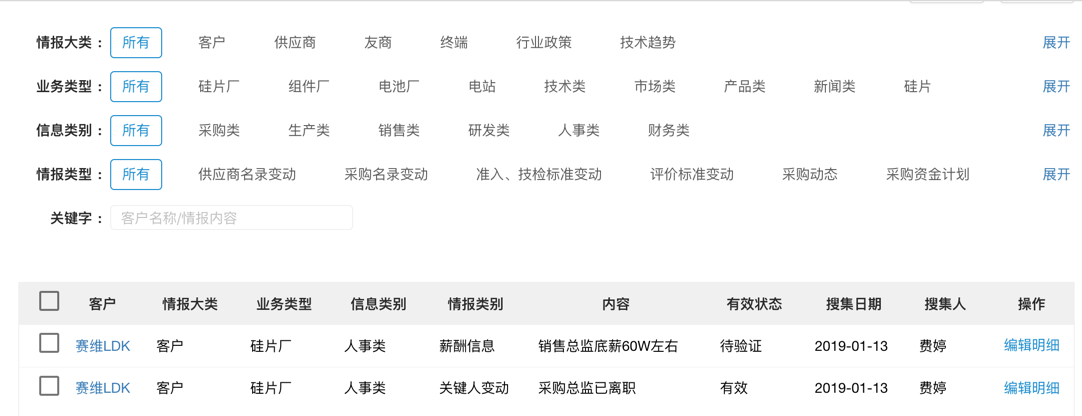 情报大类： 所有 客户 供应商 友商 终端 行业政策 技术趋势 展开
业务类型： 所有 硅片厂 组件厂 电池厂 电站 技术类 市场类 产品类 新闻类 硅片 展开
信息类别： 所有 采购类 生产类 销售类 研发类 人事类 财务类 展开
情报类型： 所有 供应商名录变动 采购名录变动 准入、技检标准变动 评价标准变动 采购动态 采购资金计划 展开
关键字： 客户名称/情报内容
客户 情报大类 业务类型 信息类别 情报类别 内容 有效状态 搜集日期 搜集人 操作
赛维LDK 客户 硅片厂 人事类 薪酬信息 销售总监底薪60W左右 待验证 2019-01-13 费婷 编辑明细
赛维LDK 客户 硅片厂 人事类 关键人变动 采购总监已离职 有效 2019-01-13 费婷 编辑明细